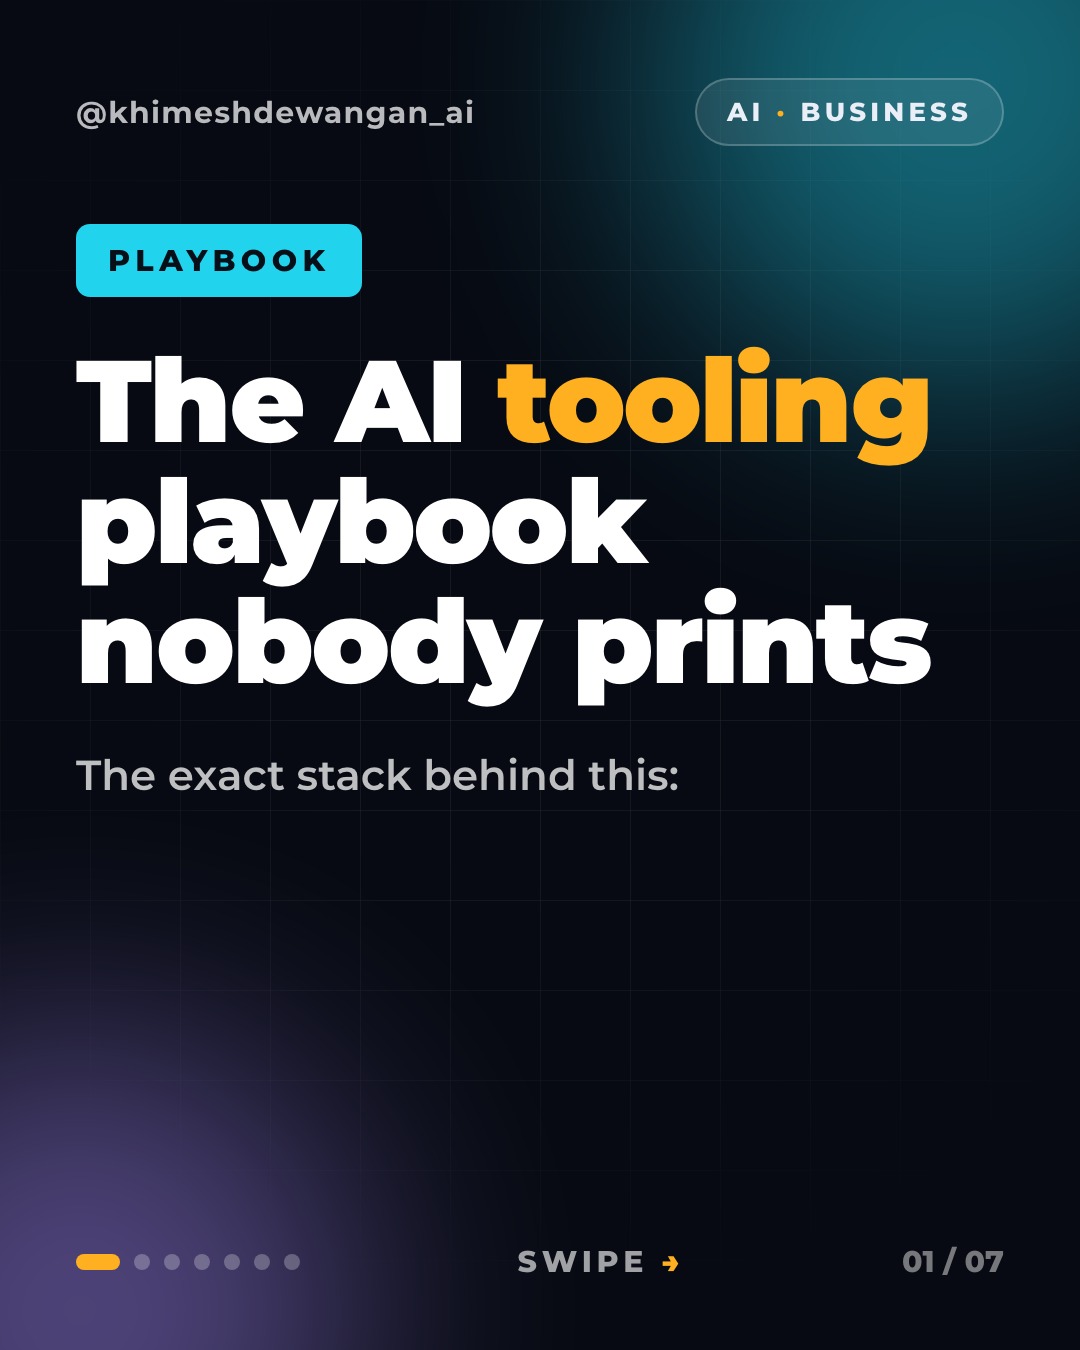 @khimeshdewangan_ai
AI · BUSINESS
PLAYBOOK
The AI tooling
playbook
nobody prints
The exact stack behind this:
SWIPE →
01 / 07